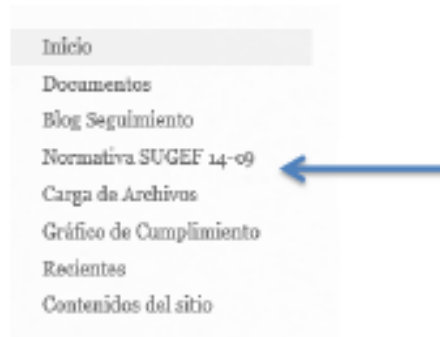 Inicio
Documentos
Blog Seguimiento
Normativa SUGEF 14-09
Carga de Archivos
Gráfico de Cumplimiento
Recientes
Contenidos del sitio